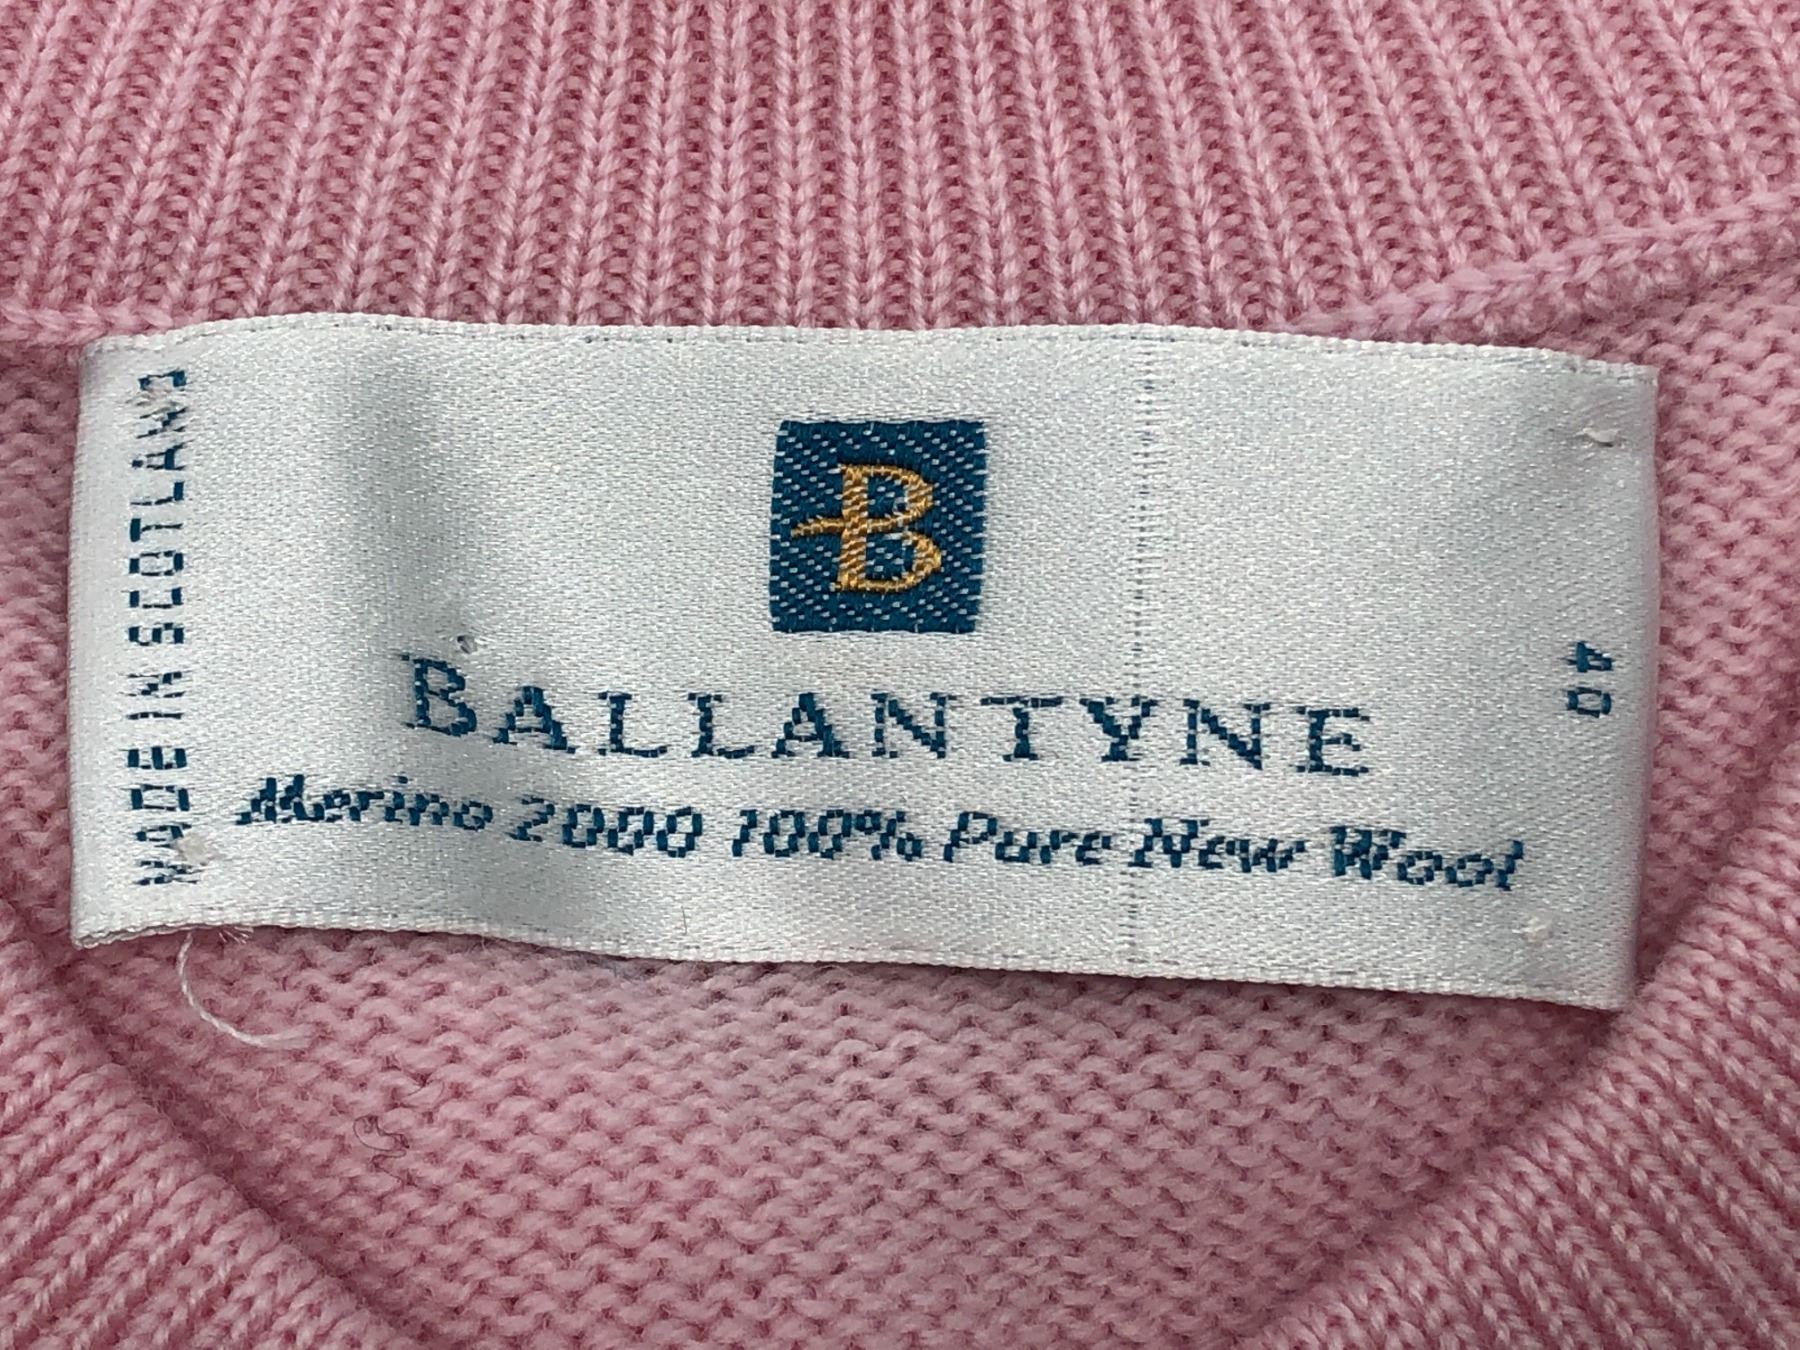 MADE IN SCOTLAND
B
BALLANTYNE
Merino 2000 100% Pure New Wool
40